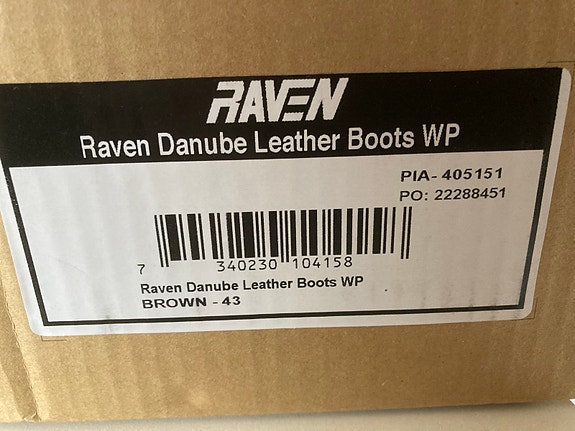 RAVEN
Raven Danube Leather Boots WP
PIA- 405151
PO: 22288451
7 340230 104158
Raven Danube Leather Boots WP
BROWN - 43